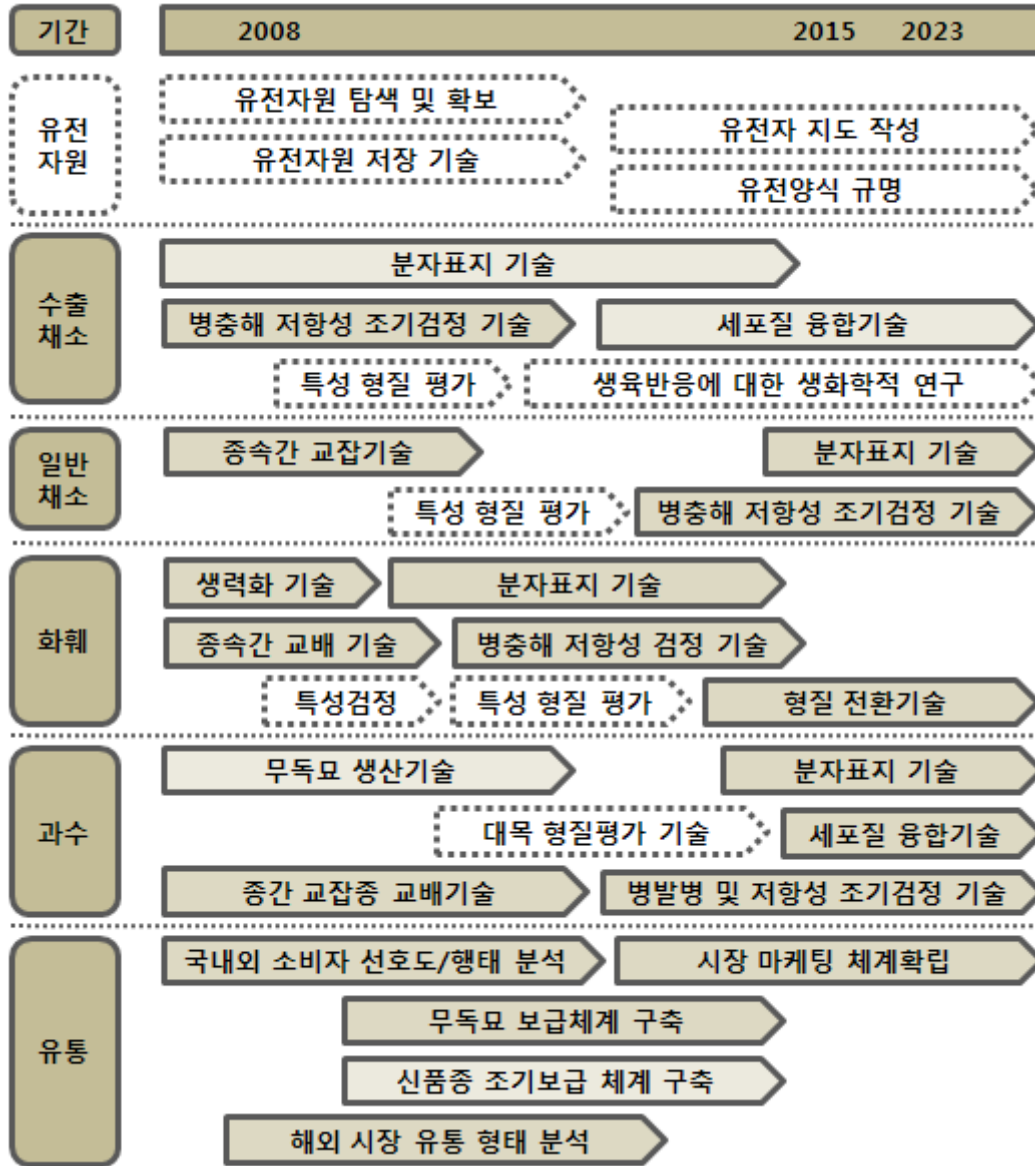 기간
2008 2015 2023
유전
자원
유전자원 탐색 및 확보
유전자 지도 작성
유전자원 저장 기술
유전양식 규명
수출
채소
분자표지 기술
병충해 저항성 조기검정 기술
세포질 융합기술
특성 형질 평가
생육반응에 대한 생화학적 연구
일반
채소
종속간 교잡기술
분자표지 기술
특성 형질 평가
병충해 저항성 조기검정 기술
화훼
생력화 기술
분자표지 기술
종속간 교배 기술
병충해 저항성 검정 기술
특성검정
특성 형질 평가
형질 전환기술
과수
무독묘 생산기술
분자표지 기술
대목 형질평가 기술
세포질 융합기술
종간 교잡종 교배기술
병발병 및 저항성 조기검정 기술
유통
국내외 소비자 선호도/행태 분석
시장 마케팅 체계확립
무독묘 보급체계 구축
신품종 조기보급 체계 구축
해외 시장 유통 형태 분석